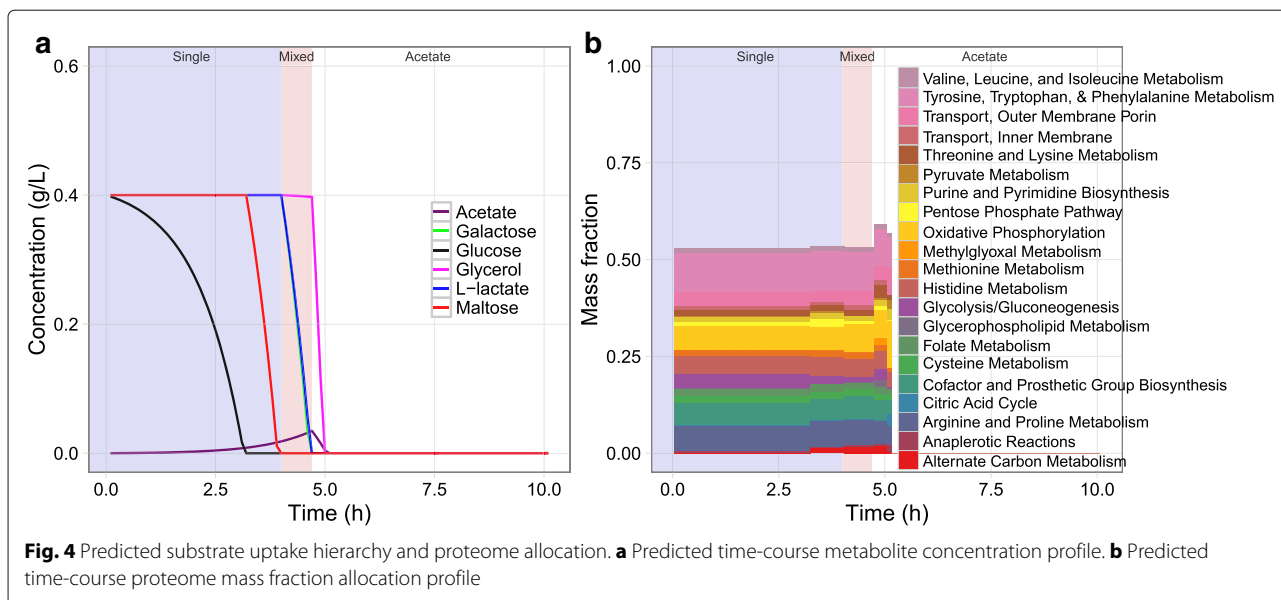 a
Single Mixed Acetate
0.6
0.4
0.2
0.0
Concentration (g/L)
Acetate
Galactose
Glucose
Glycerol
L−lactate
Maltose
0.0 2.5 5.0 7.5 10.0
Time (h)
b
Single Mixed Acetate
1.00
0.75
0.50
0.25
0.00
Mass fraction
Valine, Leucine, and Isoleucine Metabolism
Tyrosine, Tryptophan, & Phenylalanine Metabolism
Transport, Outer Membrane Porin
Transport, Inner Membrane
Threonine and Lysine Metabolism
Pyruvate Metabolism
Purine and Pyrimidine Biosynthesis
Pentose Phosphate Pathway
Oxidative Phosphorylation
Methylglyoxal Metabolism
Methionine Metabolism
Histidine Metabolism
Glycolysis/Gluconeogenesis
Glycerophospholipid Metabolism
Folate Metabolism
Cysteine Metabolism
Cofactor and Prosthetic Group Biosynthesis
Citric Acid Cycle
Arginine and Proline Metabolism
Anaplerotic Reactions
Alternate Carbon Metabolism
0.0 2.5 5.0 7.5 10.0
Time (h)
Fig. 4 Predicted substrate uptake hierarchy and proteome allocation. a Predicted time-course metabolite concentration profile. b Predicted
time-course proteome mass fraction allocation profile